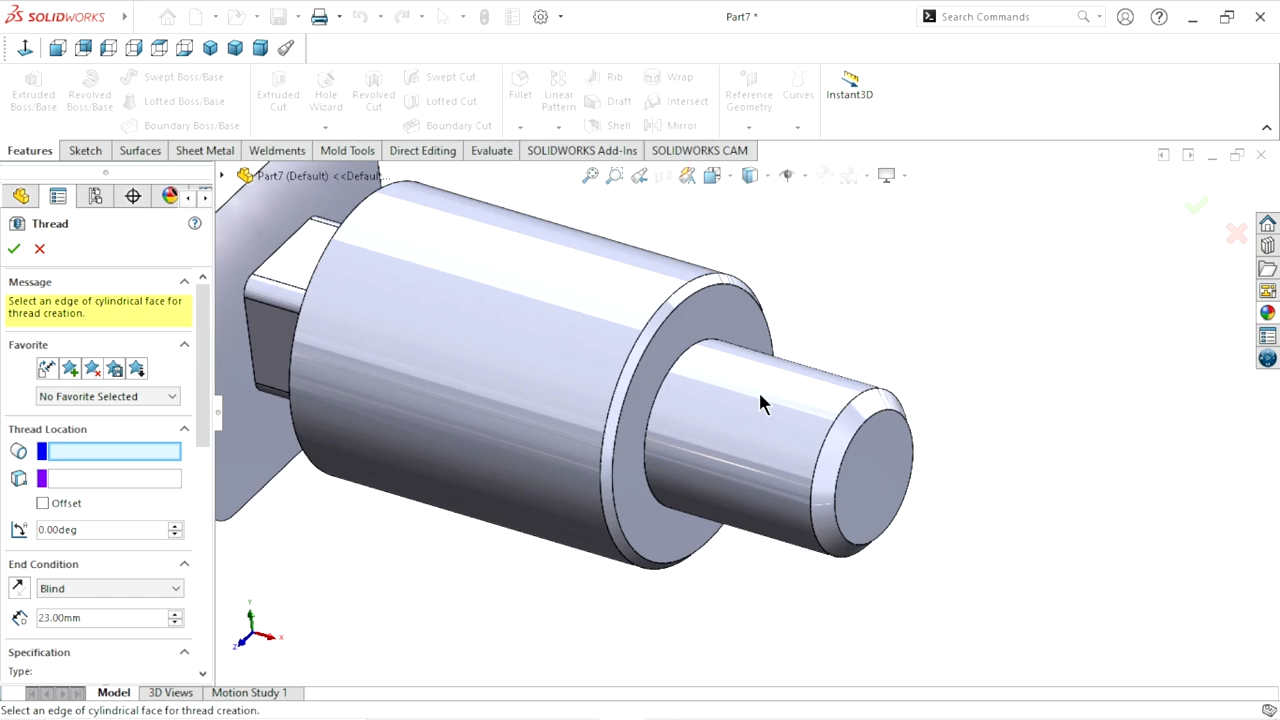 SOLIDWORKS
Part7 *
Search Commands
Extruded Boss/Base
Revolved Boss/Base
Swept Boss/Base
Lofted Boss/Base
Boundary Boss/Base
Extruded Cut
Hole Wizard
Revolved Cut
Swept Cut
Lofted Cut
Boundary Cut
Fillet
Linear Pattern
Rib
Draft
Shell
Wrap
Intersect
Mirror
Reference Geometry
Curves
Instant3D
Features
Sketch
Surfaces
Sheet Metal
Weldments
Mold Tools
Direct Editing
Evaluate
SOLIDWORKS Add-Ins
SOLIDWORKS CAM
Part7 (Default) <<Default...
Thread
Message
Select an edge of cylindrical face for
thread creation.
Favorite
No Favorite Selected
Thread Location
Offset
0.00deg
End Condition
Blind
23.00mm
Specification
Type:
Y
X
Z
Model
3D Views
Motion Study 1
Select an edge of cylindrical face for thread creation.